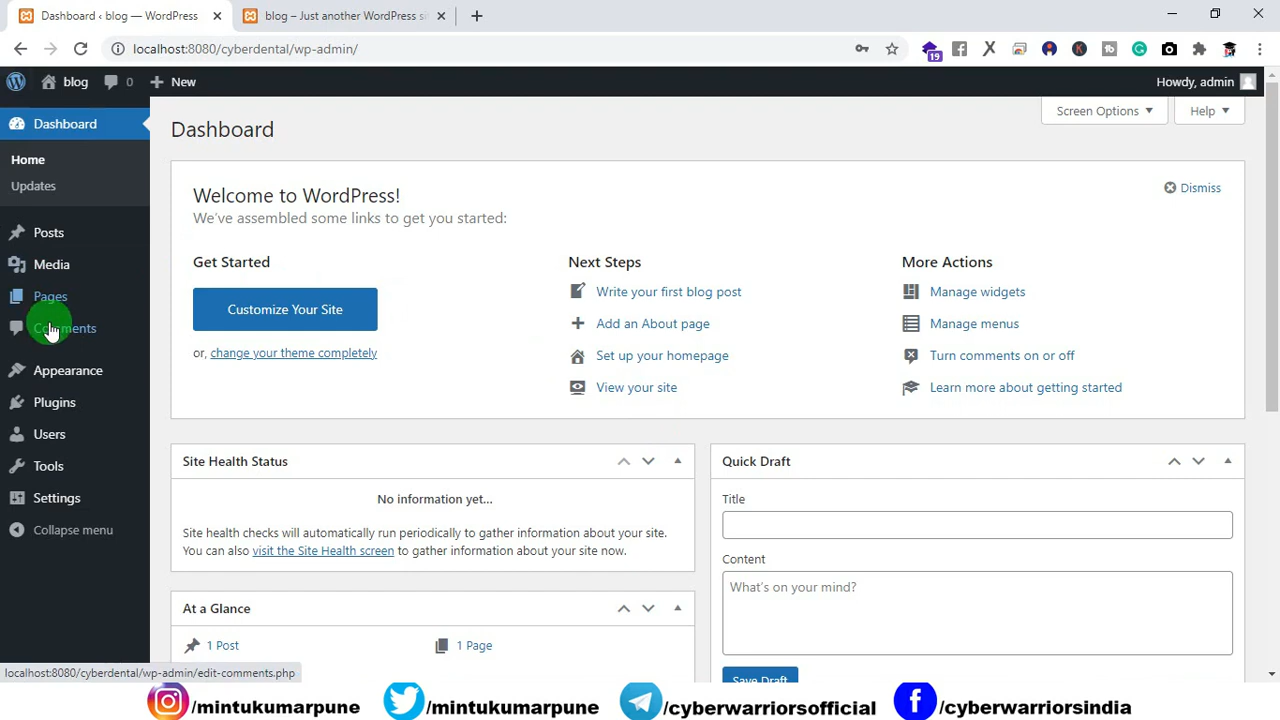 Dashboard ‹ blog — WordPress
blog – Just another WordPress si
localhost:8080/cyberdental/wp-admin/
19
blog
0
New
Howdy, admin
Dashboard
Home
Updates
Posts
Media
Pages
Comments
Appearance
Plugins
Users
Tools
Settings
Collapse menu
Dashboard
Screen Options
Help
Welcome to WordPress!
Dismiss
We've assembled some links to get you started:
Get Started
Customize Your Site
or, change your theme completely
Next Steps
Write your first blog post
Add an About page
Set up your homepage
View your site
More Actions
Manage widgets
Manage menus
Turn comments on or off
Learn more about getting started
Site Health Status
No information yet...
Site health checks will automatically run periodically to gather information about your site.
You can also visit the Site Health screen to gather information about your site now.
At a Glance
1 Post
1 Page
Quick Draft
Title
Content
What's on your mind?
Save Draft
localhost:8080/cyberdental/wp-admin/edit-comments.php
/mintukumarpune
/mintukumarpune
/cyberwarriorsofficial
/cyberwarriorsindia